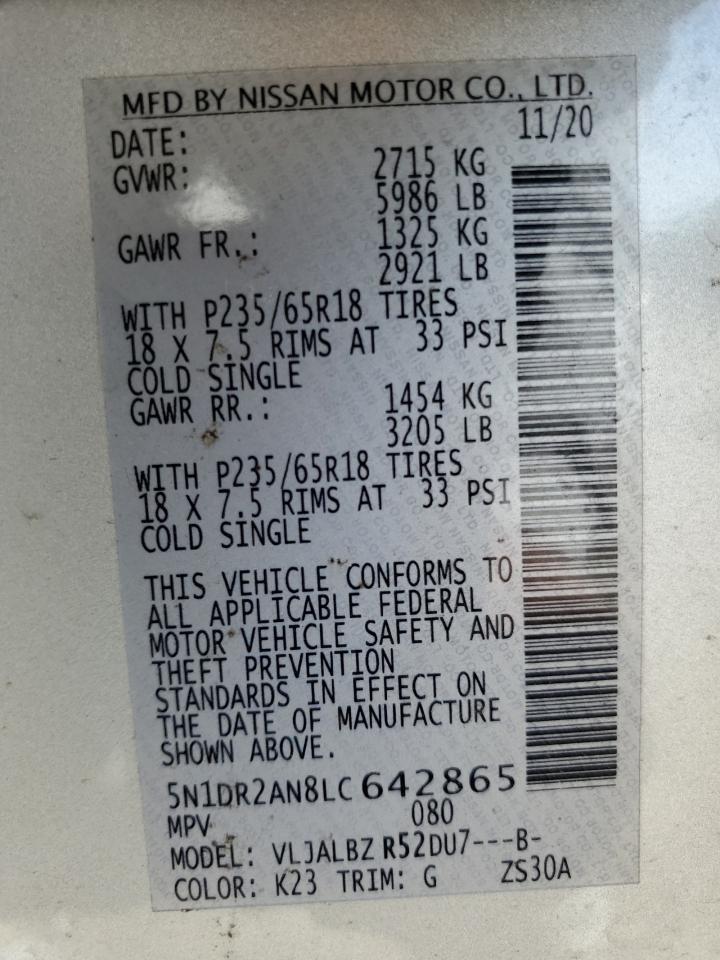 MFD BY NISSAN MOTOR CO., LTD.
DATE: 11/20
GVWR: 2715 KG
5986 LB
GAWR FR.: 1325 KG
2921 LB
WITH P235/65R18 TIRES
18 X 7.5 RIMS AT 33 PSI
COLD SINGLE
GAWR RR.: 1454 KG
3205 LB
WITH P235/65R18 TIRES
18 X 7.5 RIMS AT 33 PSI
COLD SINGLE
THIS VEHICLE CONFORMS TO
ALL APPLICABLE FEDERAL
MOTOR VEHICLE SAFETY AND
THEFT PREVENTION
STANDARDS IN EFFECT ON
THE DATE OF MANUFACTURE
SHOWN ABOVE.
5N1DR2AN8LC642865
MPV 080
MODEL: VLJALBZ R52DU7---B-
COLOR: K23 TRIM: G ZS30A